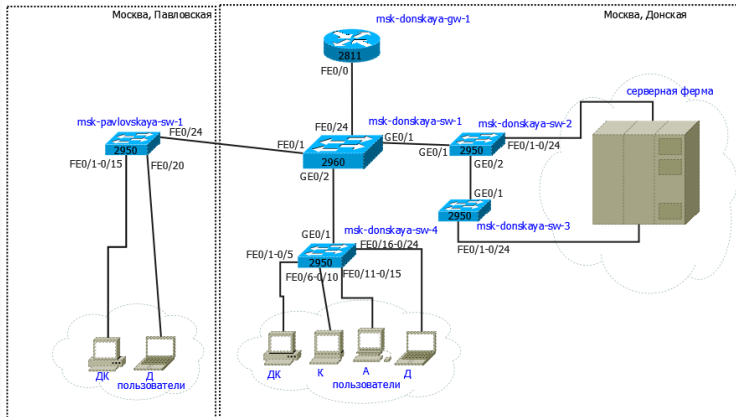 Москва, Павловская
Москва, Донская
msk-donskaya-gw-1
2811
FE0/0
серверная ферма
msk-pavlovskaya-sw-1
FE0/24
2950
FE0/1-0/15
FE0/20
FE0/24
msk-donskaya-sw-1
GE0/1
FE0/1
2960
GE0/2
msk-donskaya-sw-2
2950
GE0/1
FE0/1-0/24
GE0/2
GE0/1
2950
msk-donskaya-sw-3
FE0/1-0/24
GE0/1
msk-donskaya-sw-4
FE0/16-0/24
FE0/1-0/5
2950
FE0/6-0/10
FE0/11-0/15
ДК
Д
пользователи
ДК
К
А
Д
пользователи